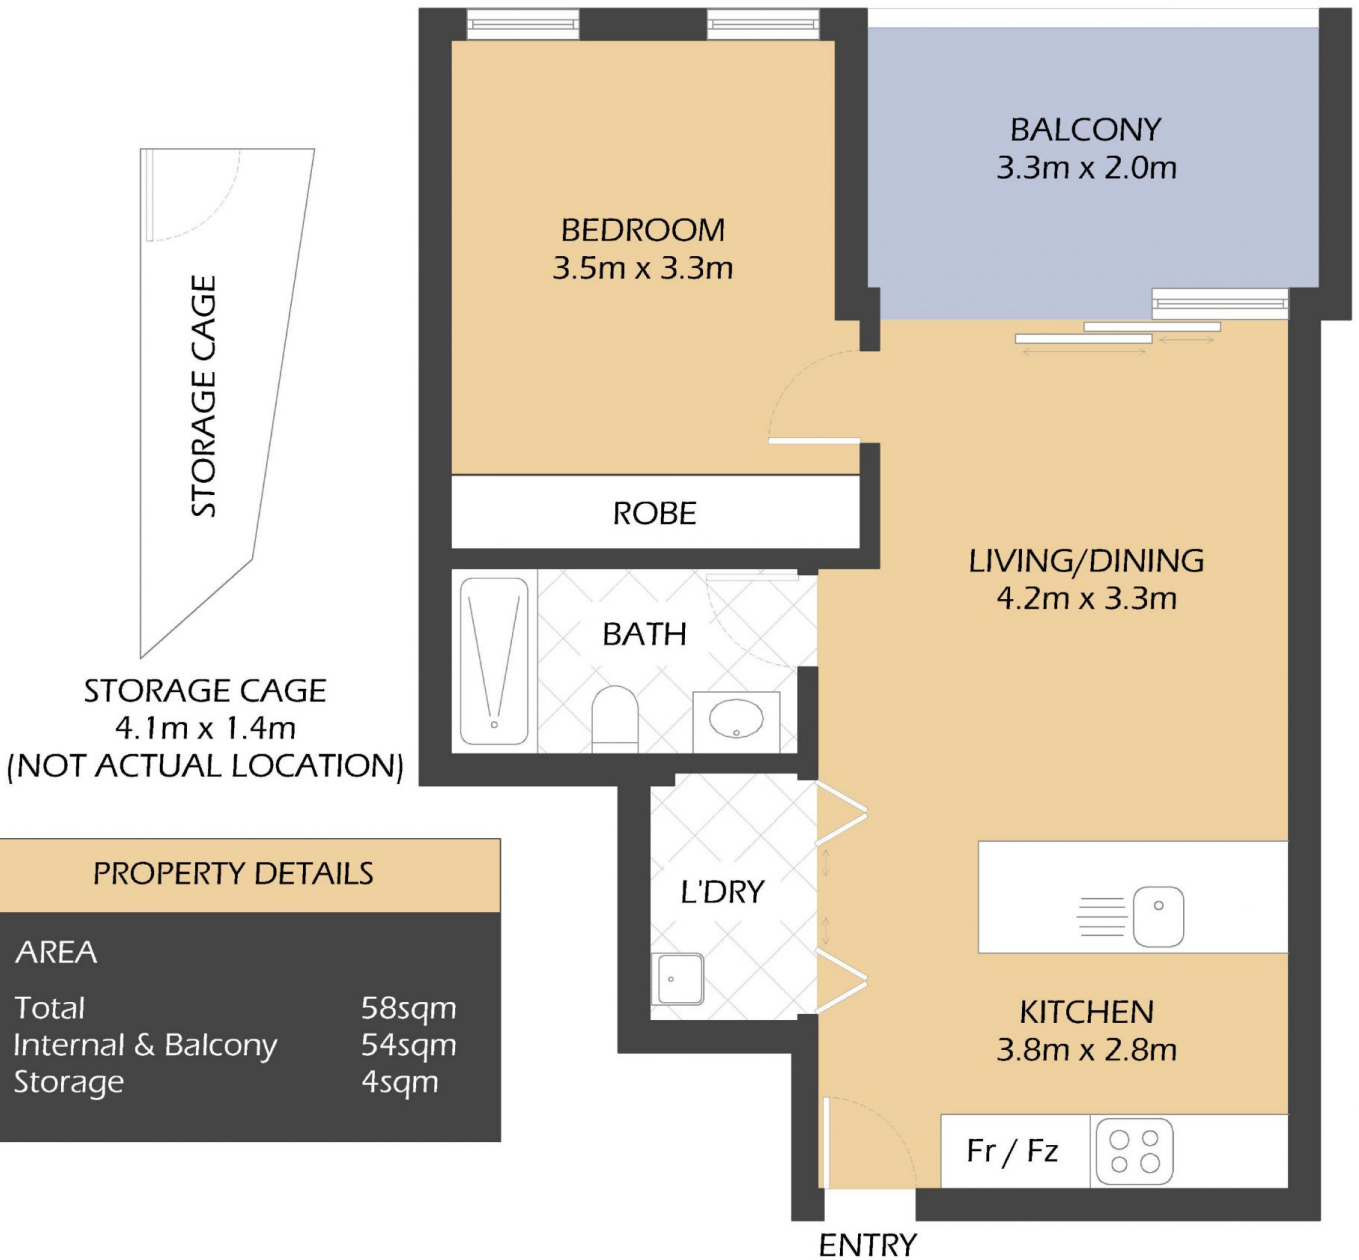 BALCONY
3.3m x 2.0m
BEDROOM
3.5m x 3.3m
STORAGE CAGE
ROBE
LIVING/DINING
4.2m x 3.3m
BATH
STORAGE CAGE
4.1m x 1.4m
(NOT ACTUAL LOCATION)
PROPERTY DETAILS
AREA
Total 58sqm
Internal & Balcony 54sqm
Storage 4sqm
L'DRY
KITCHEN
3.8m x 2.8m
Fr / Fz
ENTRY